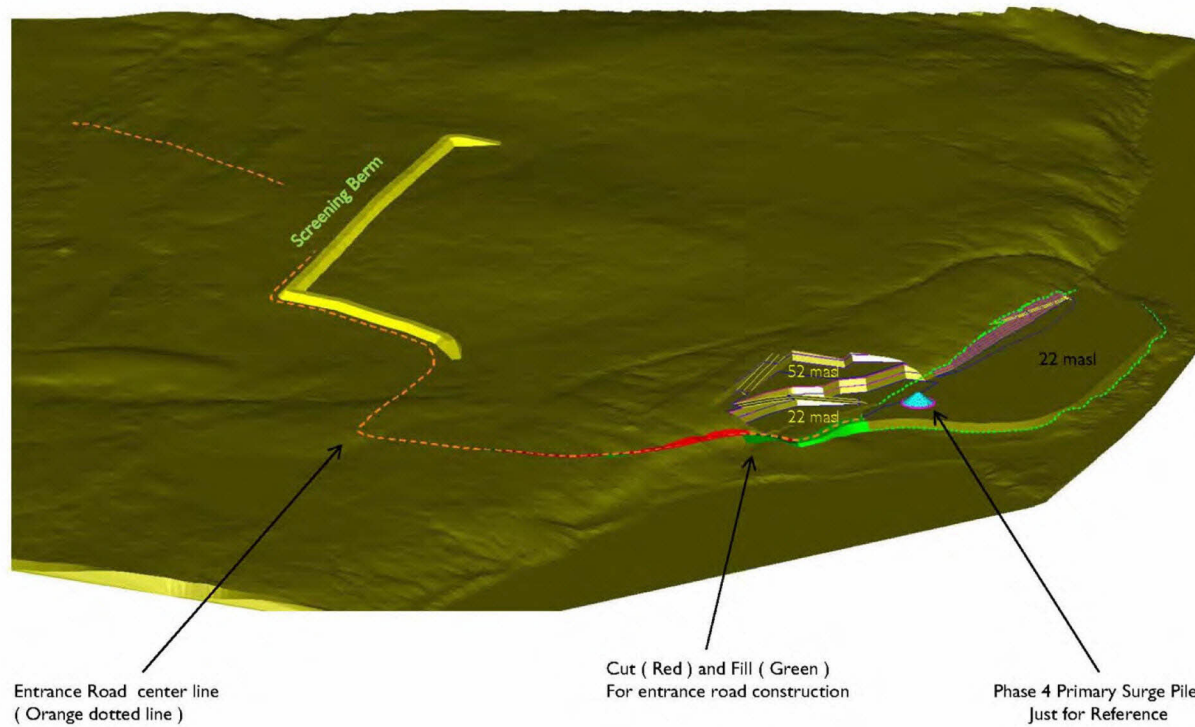 Screening Berm
52 masl
22 masl
22 masl
Entrance Road center line
( Orange dotted line )
Cut ( Red ) and Fill ( Green )
For entrance road construction
Phase 4 Primary Surge Pile
Just for Reference